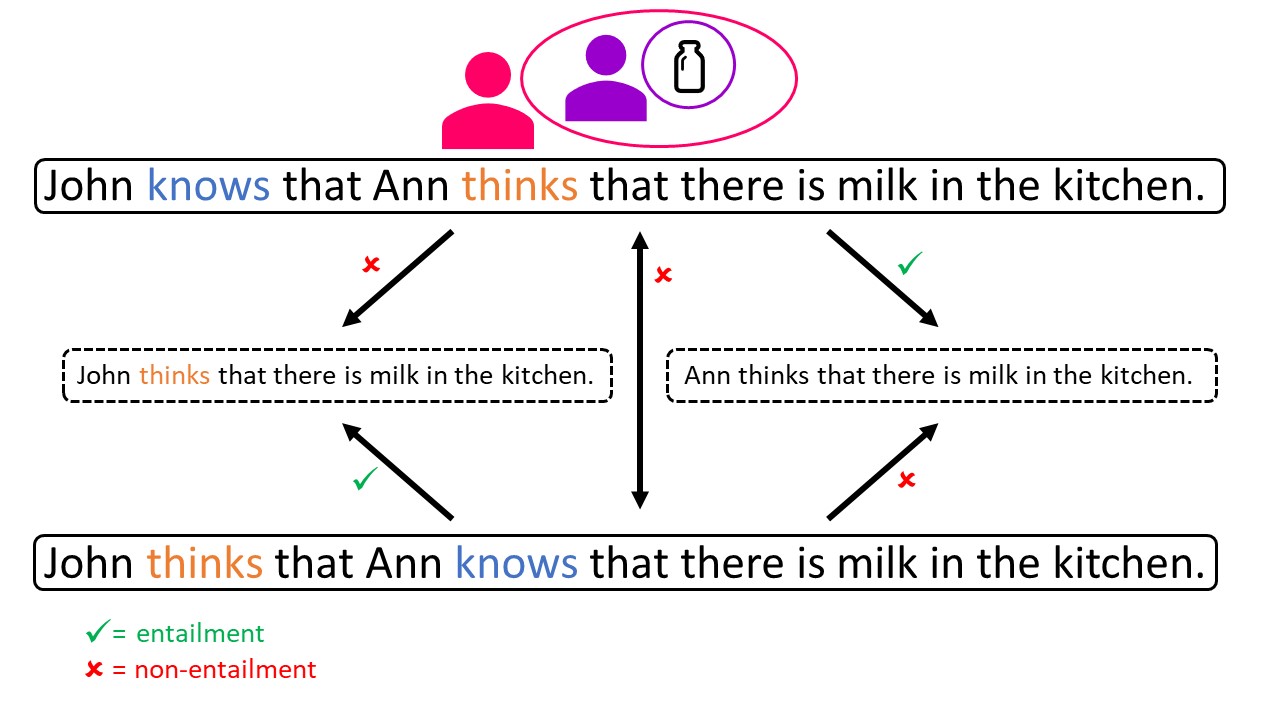 John knows that Ann thinks that there is milk in the kitchen.
✘
✘
✓
John thinks that there is milk in the kitchen.
Ann thinks that there is milk in the kitchen.
✓
✘
John thinks that Ann knows that there is milk in the kitchen.
✓= entailment
✘ = non-entailment